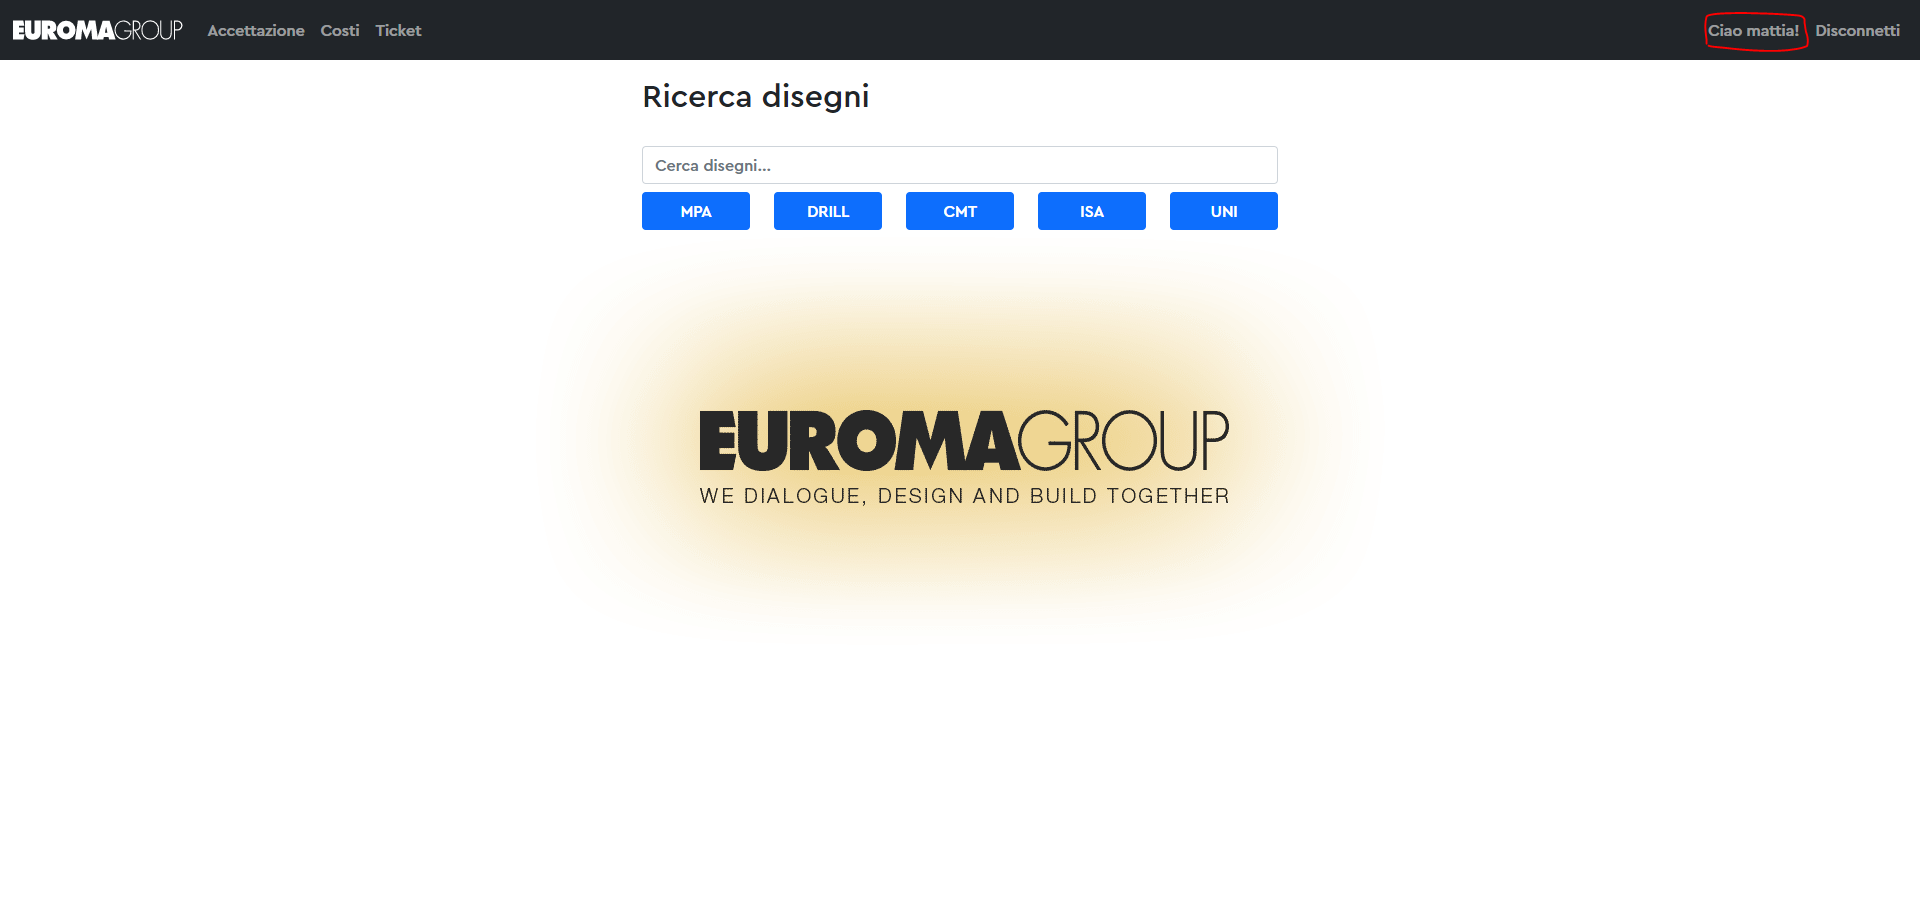 EUROMAGROUP Accettazione Costi Ticket Ciao mattia! Disconnetti
Ricerca disegni
Cerca disegni...
MPA DRILL CMT ISA UNI
EUROMAGROUP
WE DIALOGUE, DESIGN AND BUILD TOGETHER